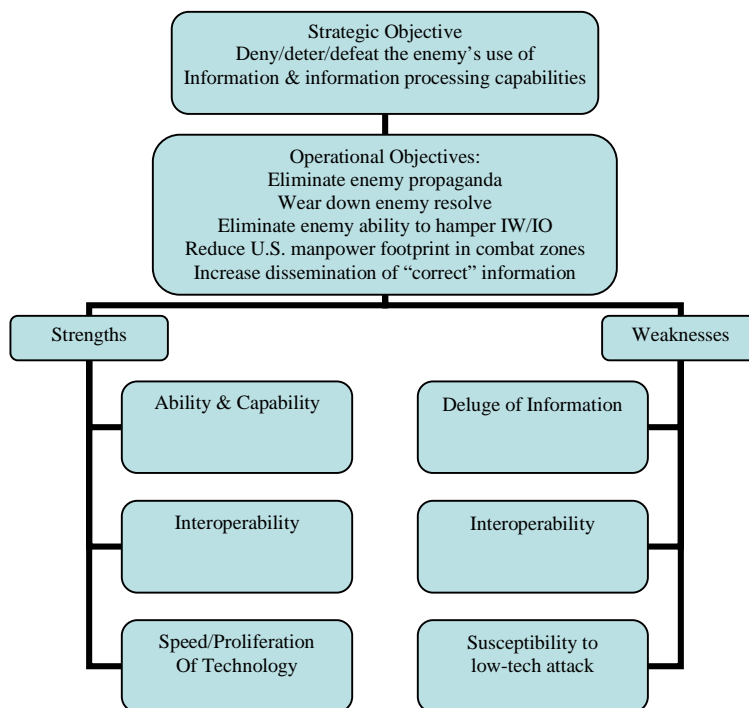 Strategic Objective
Deny/deter/defeat the enemy’s use of
Information & information processing capabilities
Operational Objectives:
Eliminate enemy propaganda
Wear down enemy resolve
Eliminate enemy ability to hamper IW/IO
Reduce U.S. manpower footprint in combat zones
Increase dissemination of “correct” information
Strengths
Weaknesses
Ability & Capability
Deluge of Information
Interoperability
Interoperability
Speed/Proliferation
Of Technology
Susceptibility to
low-tech attack